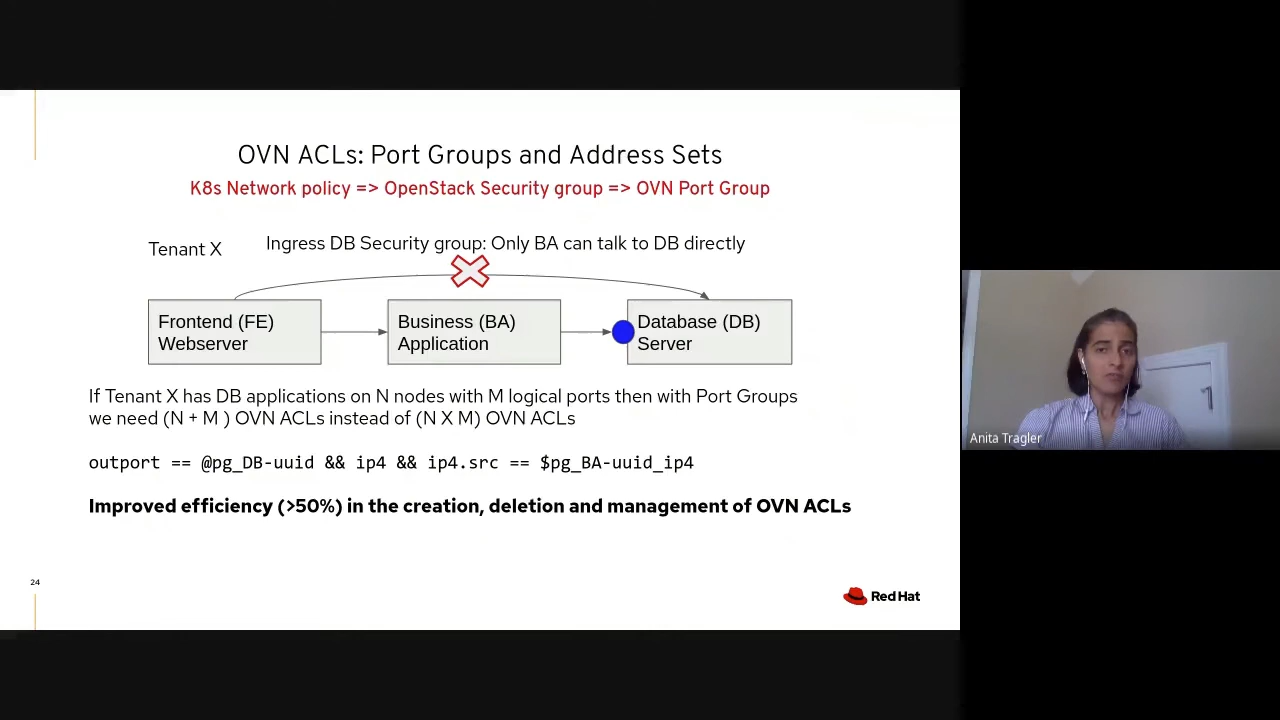 OVN ACLs: Port Groups and Address Sets
K8s Network policy => OpenStack Security group => OVN Port Group
Tenant X
Ingress DB Security group: Only BA can talk to DB directly
Frontend (FE)
Webserver
Business (BA)
Application
Database (DB)
Server
If Tenant X has DB applications on N nodes with M logical ports then with Port Groups
we need (N + M ) OVN ACLs instead of (N X M) OVN ACLs
outport == @pg_DB-uuid && ip4 && ip4.src == $pg_BA-uuid_ip4
Improved efficiency (>50%) in the creation, deletion and management of OVN ACLs
24
Red Hat
Anita Tragler